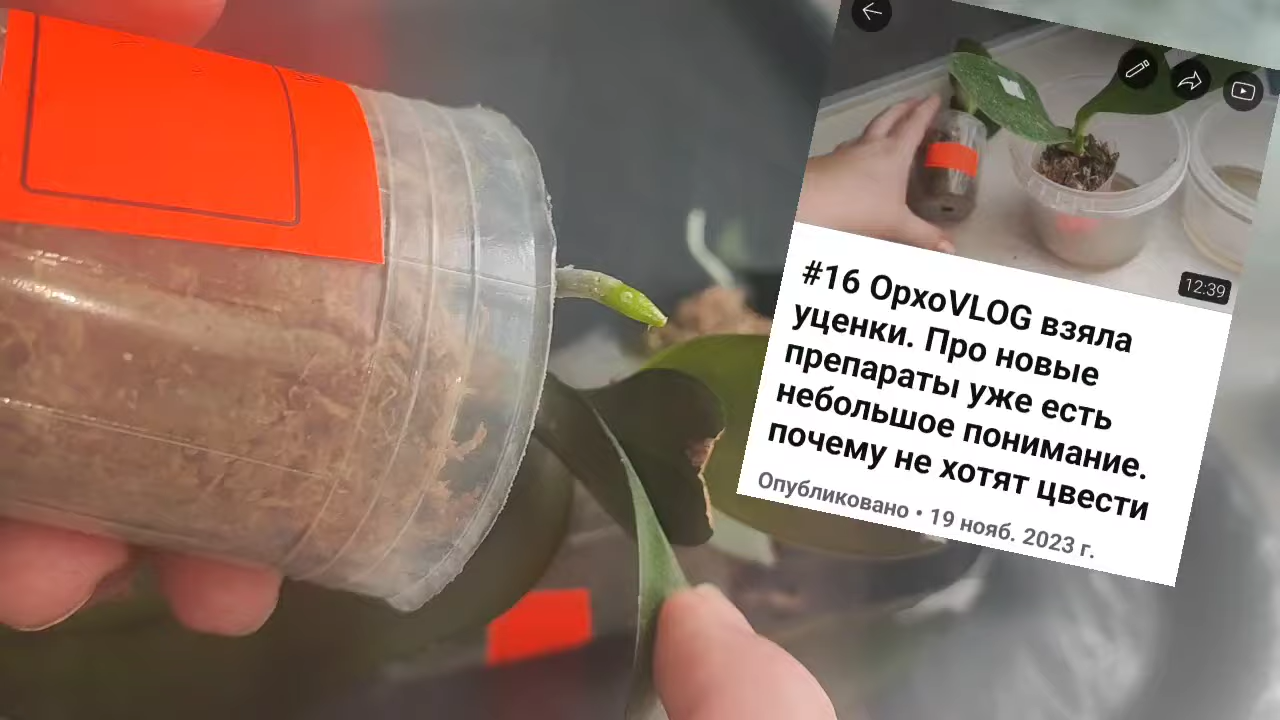 12:39
#16 ОрхоVLOG взяла
уценки. Про новые
препараты уже есть
небольшое понимание.
почему не хотят цвести
Опубликовано • 19 нояб. 2023 г.